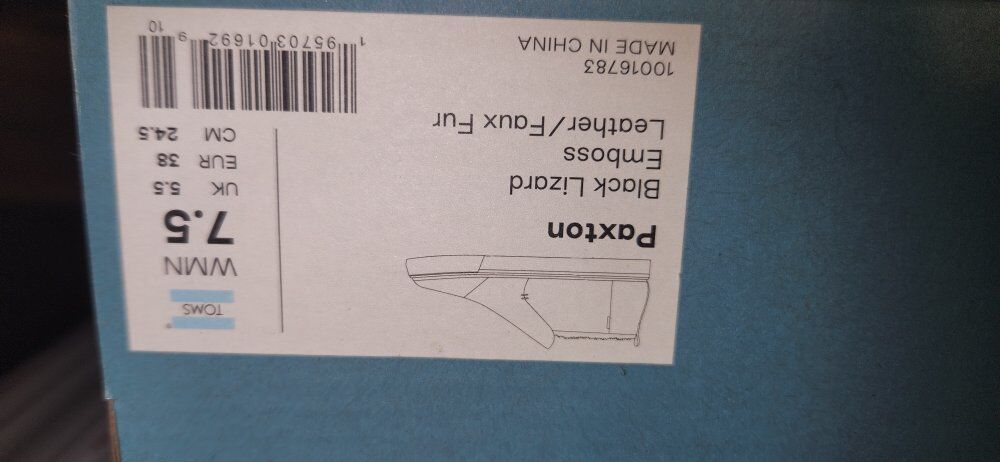 TOMS
Paxton
Black Lizard
Emboss
Leather/Faux Fur
10016783
MADE IN CHINA
WMN
7.5
UK 5.5
EUR 38
CM 24.5
1 95703 01692 9
10